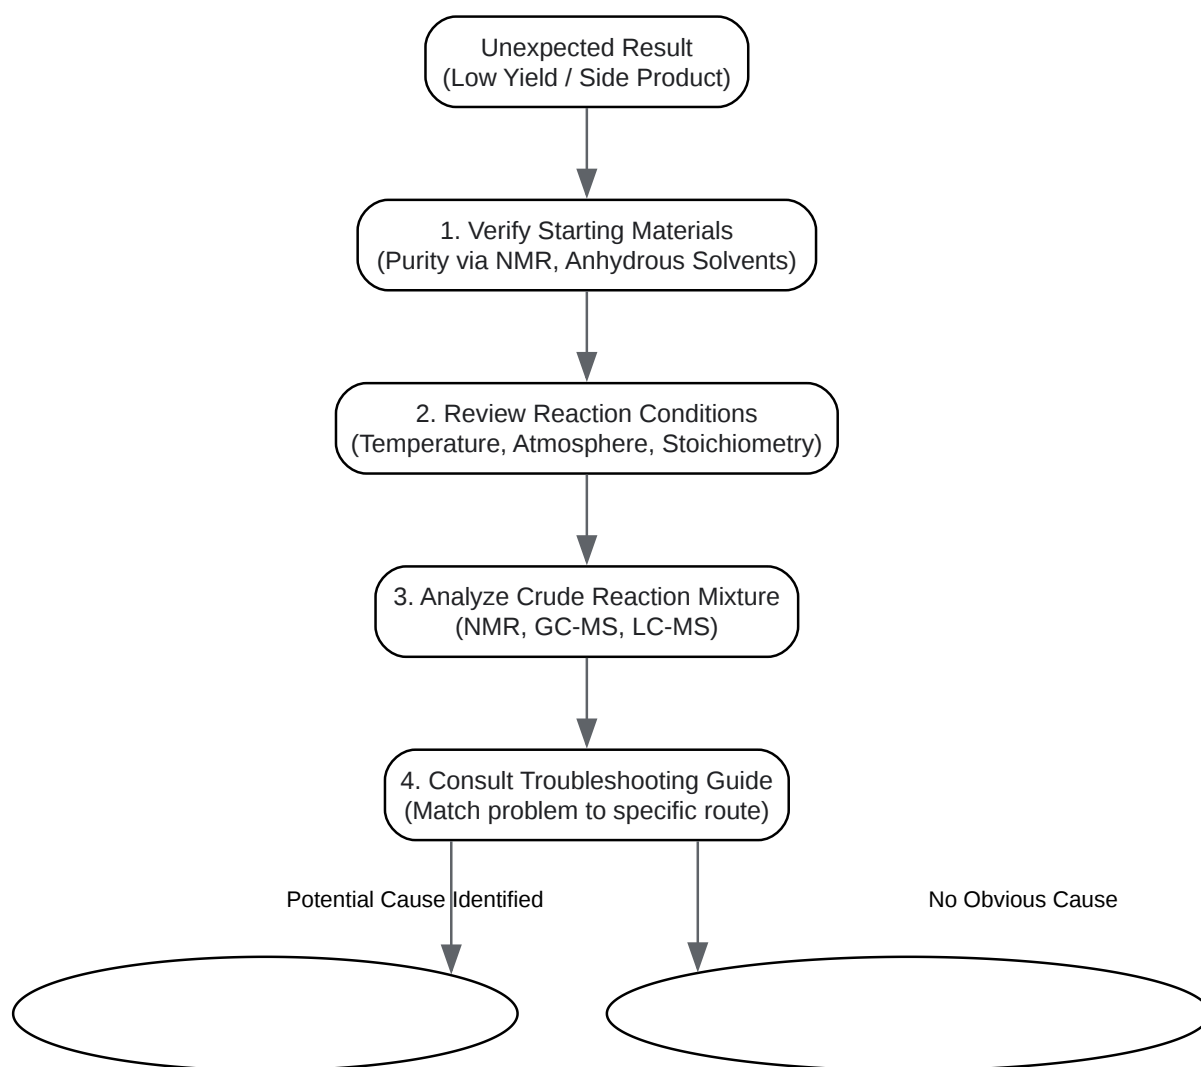 Unexpected Result
(Low Yield / Side Product)
1. Verify Starting Materials
(Purity via NMR, Anhydrous Solvents)
2. Review Reaction Conditions
(Temperature, Atmosphere, Stoichiometry)
3. Analyze Crude Reaction Mixture
(NMR, GC-MS, LC-MS)
4. Consult Troubleshooting Guide
(Match problem to specific route)
Potential Cause Identified
No Obvious Cause